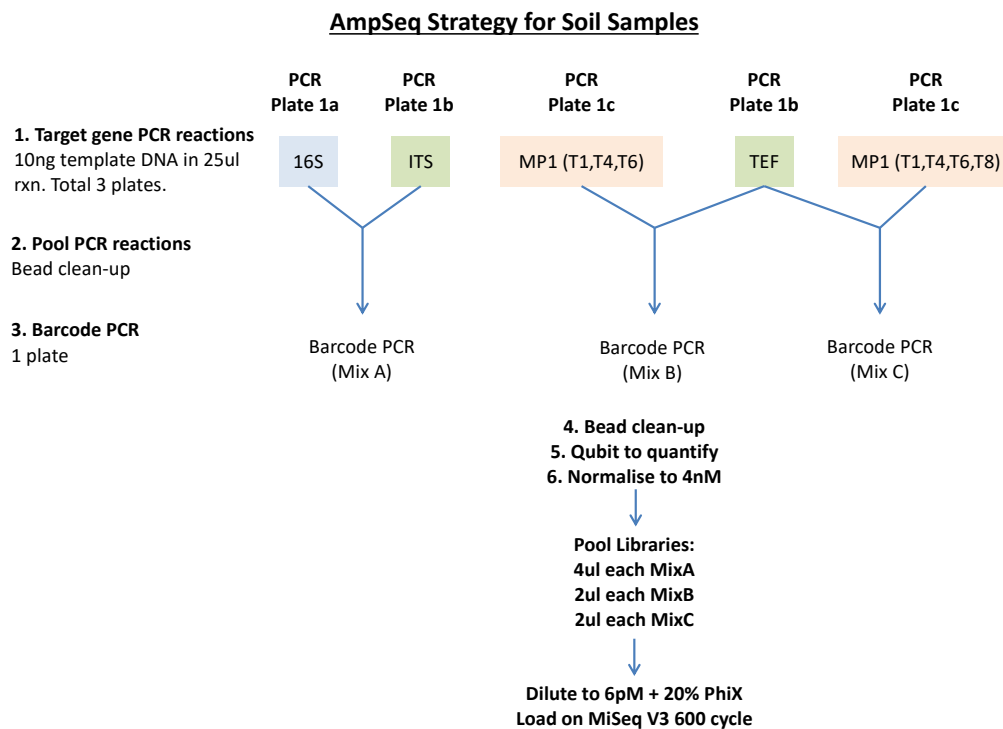 AmpSeq Strategy for Soil Samples
PCR
Plate 1a
PCR
Plate 1b
PCR
Plate 1c
PCR
Plate 1b
PCR
Plate 1c
1. Target gene PCR reactions
10ng template DNA in 25ul
rxn. Total 3 plates.
16S
ITS
MP1 (T1,T4,T6)
TEF
MP1 (T1,T4,T6,T8)
2. Pool PCR reactions
Bead clean-up
3. Barcode PCR
1 plate
Barcode PCR
(Mix A)
Barcode PCR
(Mix B)
Barcode PCR
(Mix C)
4. Bead clean-up
5. Qubit to quantify
6. Normalise to 4nM
Pool Libraries:
4ul each MixA
2ul each MixB
2ul each MixC
Dilute to 6pM + 20% PhiX
Load on MiSeq V3 600 cycle